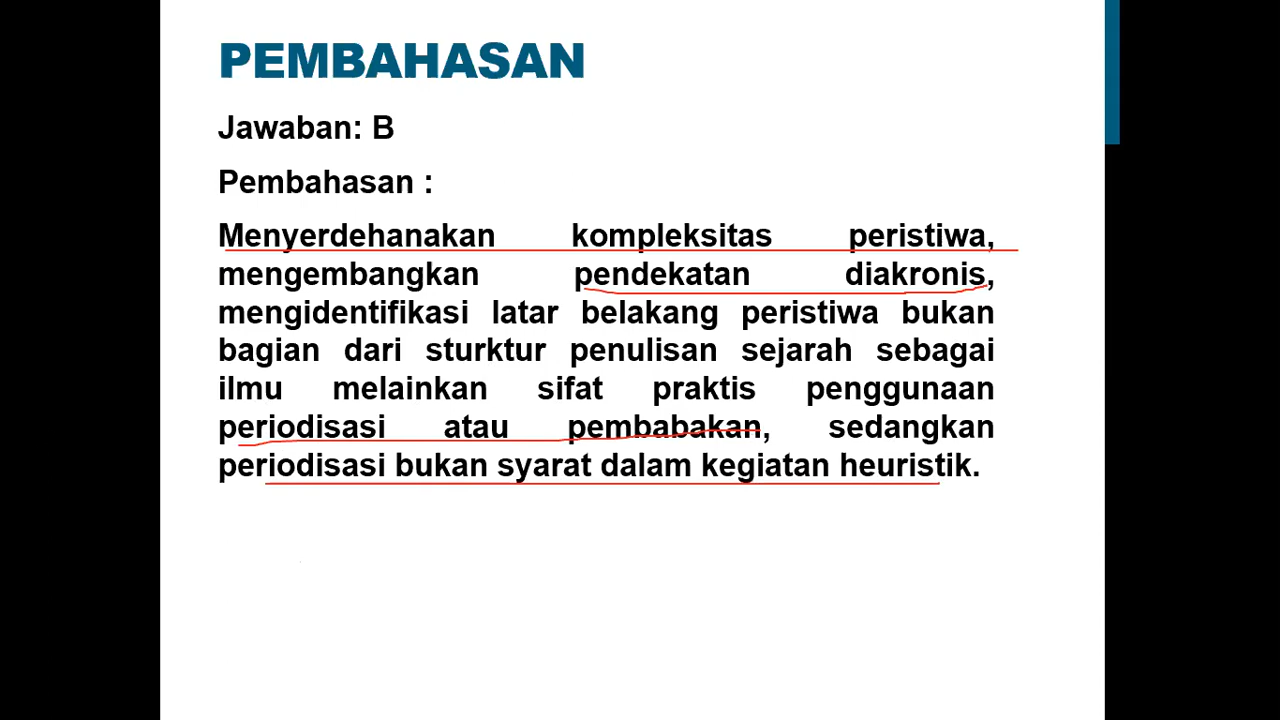 PEMBAHASAN
Jawaban: B
Pembahasan :
Menyerdehanakan kompleksitas peristiwa,
mengembangkan pendekatan diakronis,
mengidentifikasi latar belakang peristiwa bukan
bagian dari sturktur penulisan sejarah sebagai
ilmu melainkan sifat praktis penggunaan
periodisasi atau pembabakan, sedangkan
periodisasi bukan syarat dalam kegiatan heuristik.